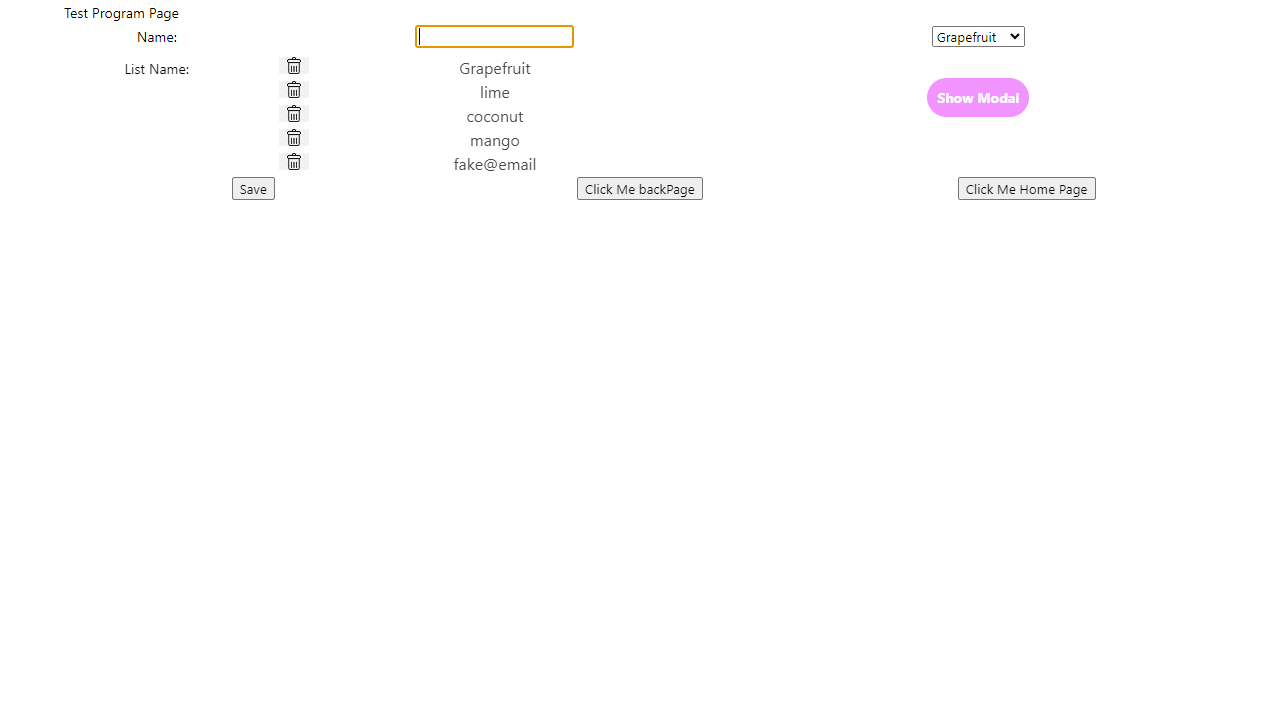 Test Program Page
Name: Grapefruit
List Name: Grapefruit
lime
Show Modal
coconut
mango
fake@email
Save Click Me backPage Click Me Home Page